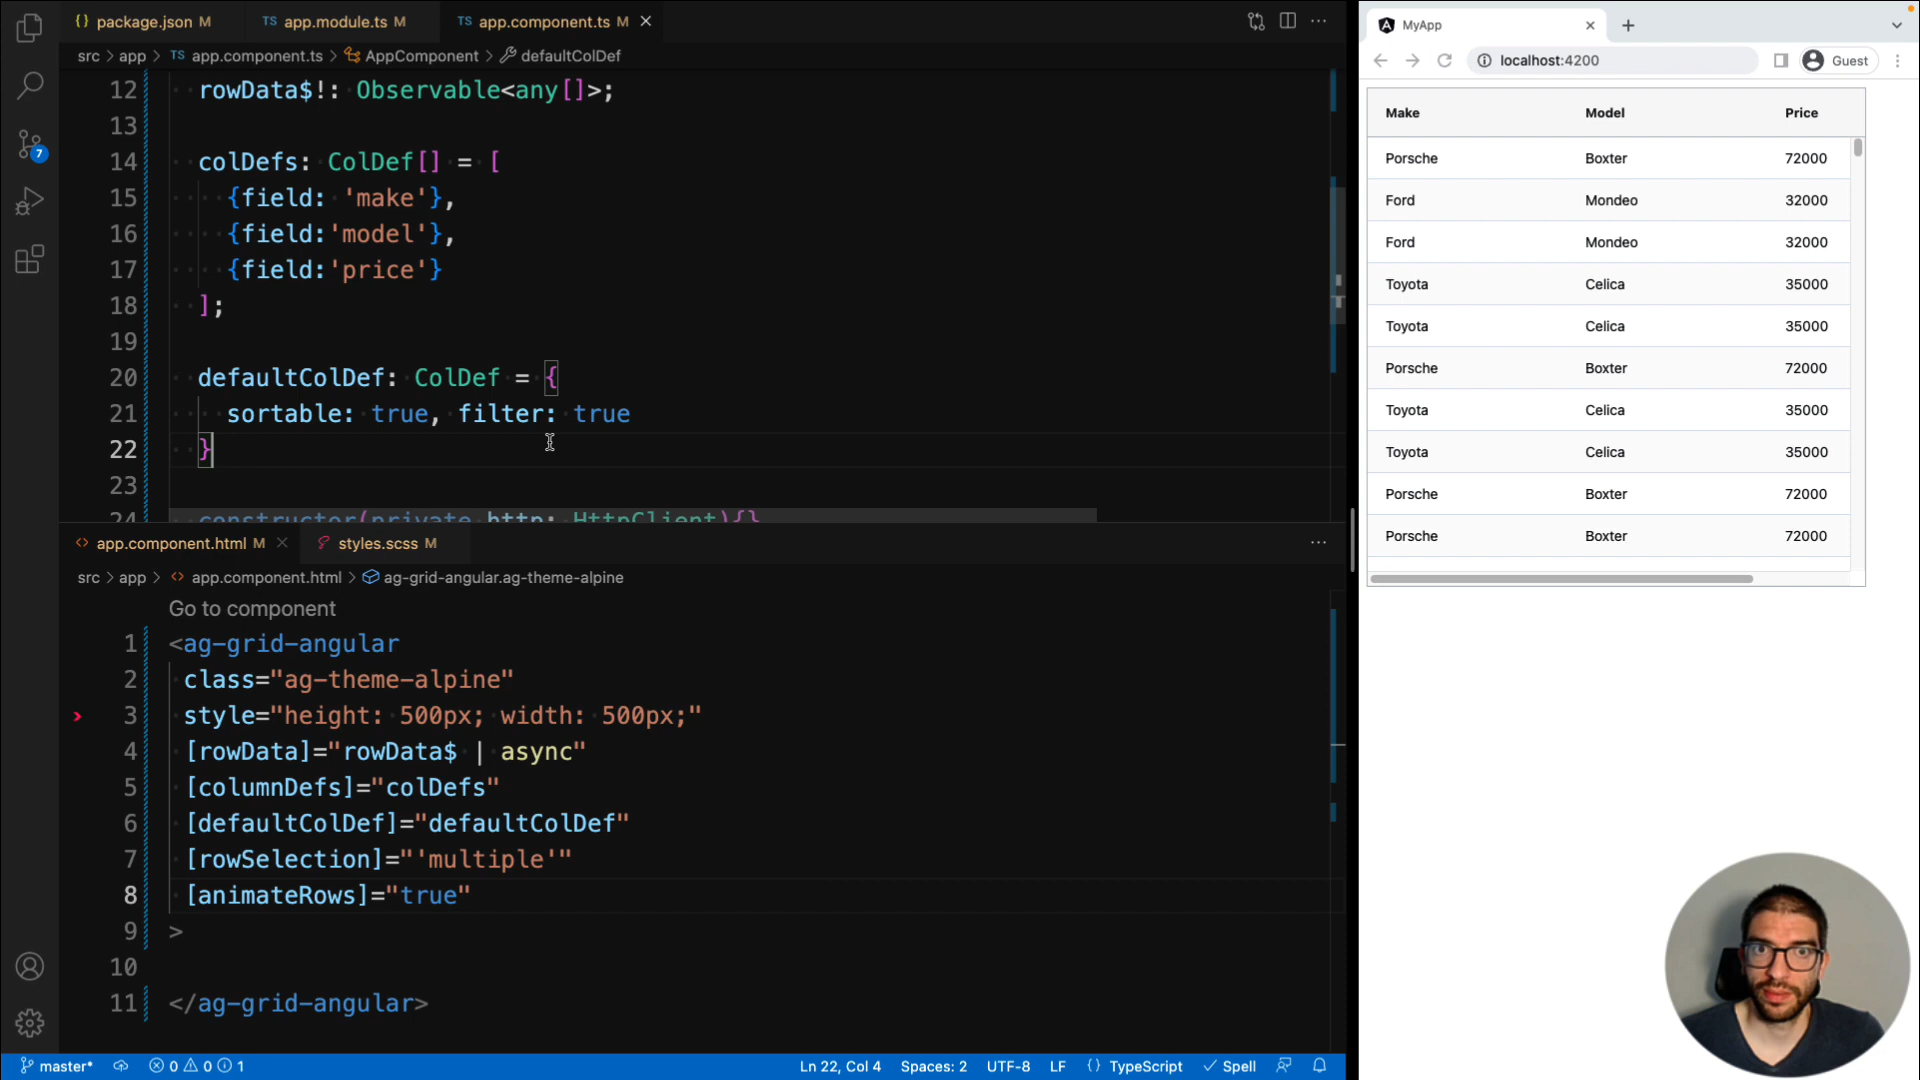 {} package.json M
TS app.module.ts M
TS app.component.ts M
src > app > TS app.component.ts > AppComponent > defaultColDef
12 rowData$!: Observable<any[]>;
13
14 colDefs: ColDef[] = [
15 {field: 'make'},
16 {field:'model'},
17 {field:'price'}
18 ];
19
20 defaultColDef: ColDef = {
21 sortable: true, filter: true
22 }
23
24 constructor(private http: HttpClient){}
7
<> app.component.html M
styles.scss M
src > app > <> app.component.html > ag-grid-angular.ag-theme-alpine
Go to component
1 <ag-grid-angular
2 class="ag-theme-alpine"
3 style="height: 500px; width: 500px;"
4 [rowData]="rowData$ | async"
5 [columnDefs]="colDefs"
6 [defaultColDef]="defaultColDef"
7 [rowSelection]="'multiple'"
8 [animateRows]="true"
9 >
10
11 </ag-grid-angular>
master* 0 0 1 Ln 22, Col 4 Spaces: 2 UTF-8 LF {} TypeScript Spell
MyApp
localhost:4200
Guest
Make Model Price
Porsche Boxter 72000
Ford Mondeo 32000
Ford Mondeo 32000
Toyota Celica 35000
Toyota Celica 35000
Porsche Boxter 72000
Toyota Celica 35000
Toyota Celica 35000
Porsche Boxter 72000
Porsche Boxter 72000